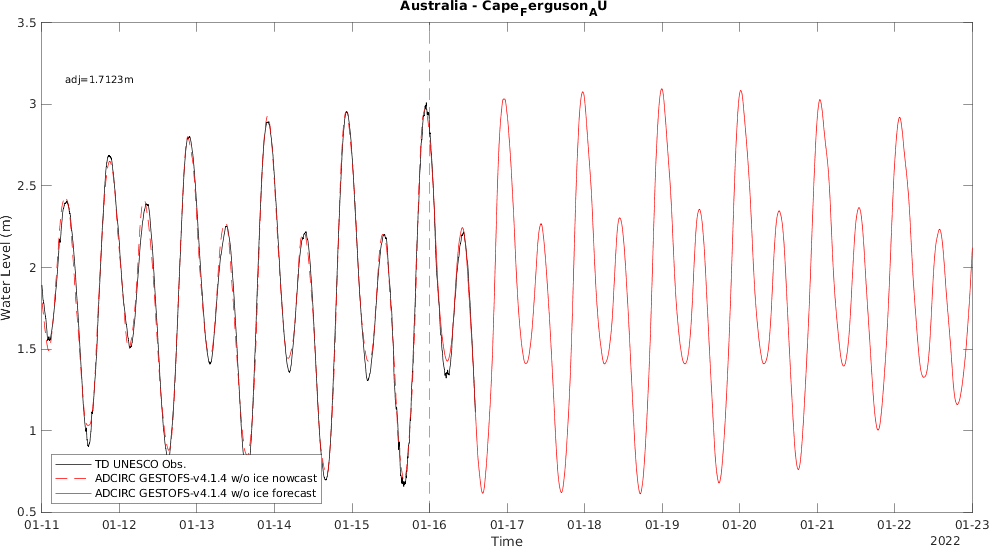 Australia - Cape_Ferguson_AU
3.5
adj=1.7123m
3
2.5
2
1.5
1
0.5
Water Level (m)
TD UNESCO Obs.
ADCIRC GESTOFS-v4.1.4 w/o ice nowcast
ADCIRC GESTOFS-v4.1.4 w/o ice forecast
01-11 01-12 01-13 01-14 01-15 01-16 01-17 01-18 01-19 01-20 01-21 01-22 01-23
Time
2022